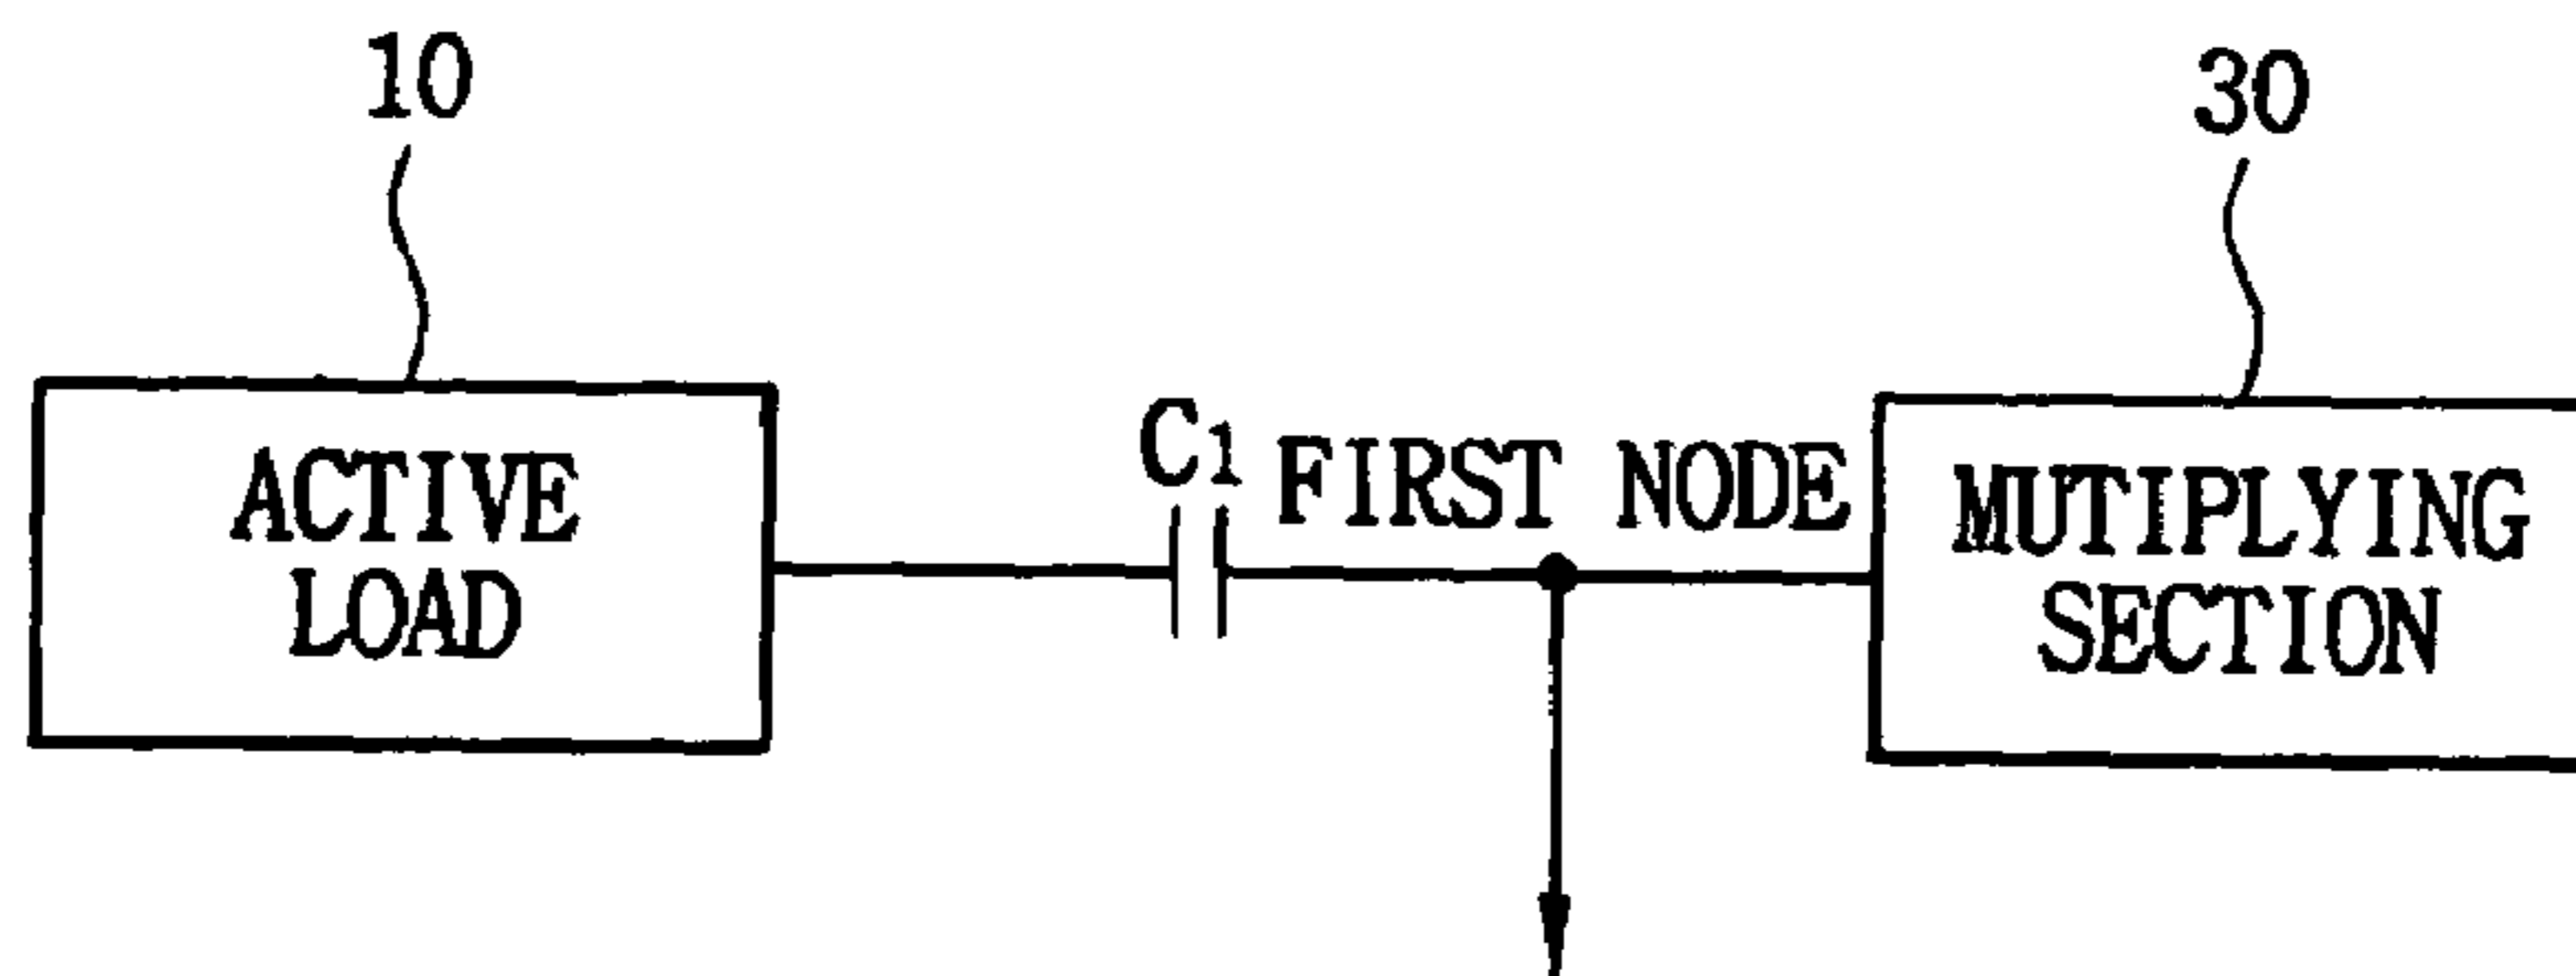 10
30
ACTIVE
LOAD
C1
FIRST NODE
MUTIPLYING
SECTION